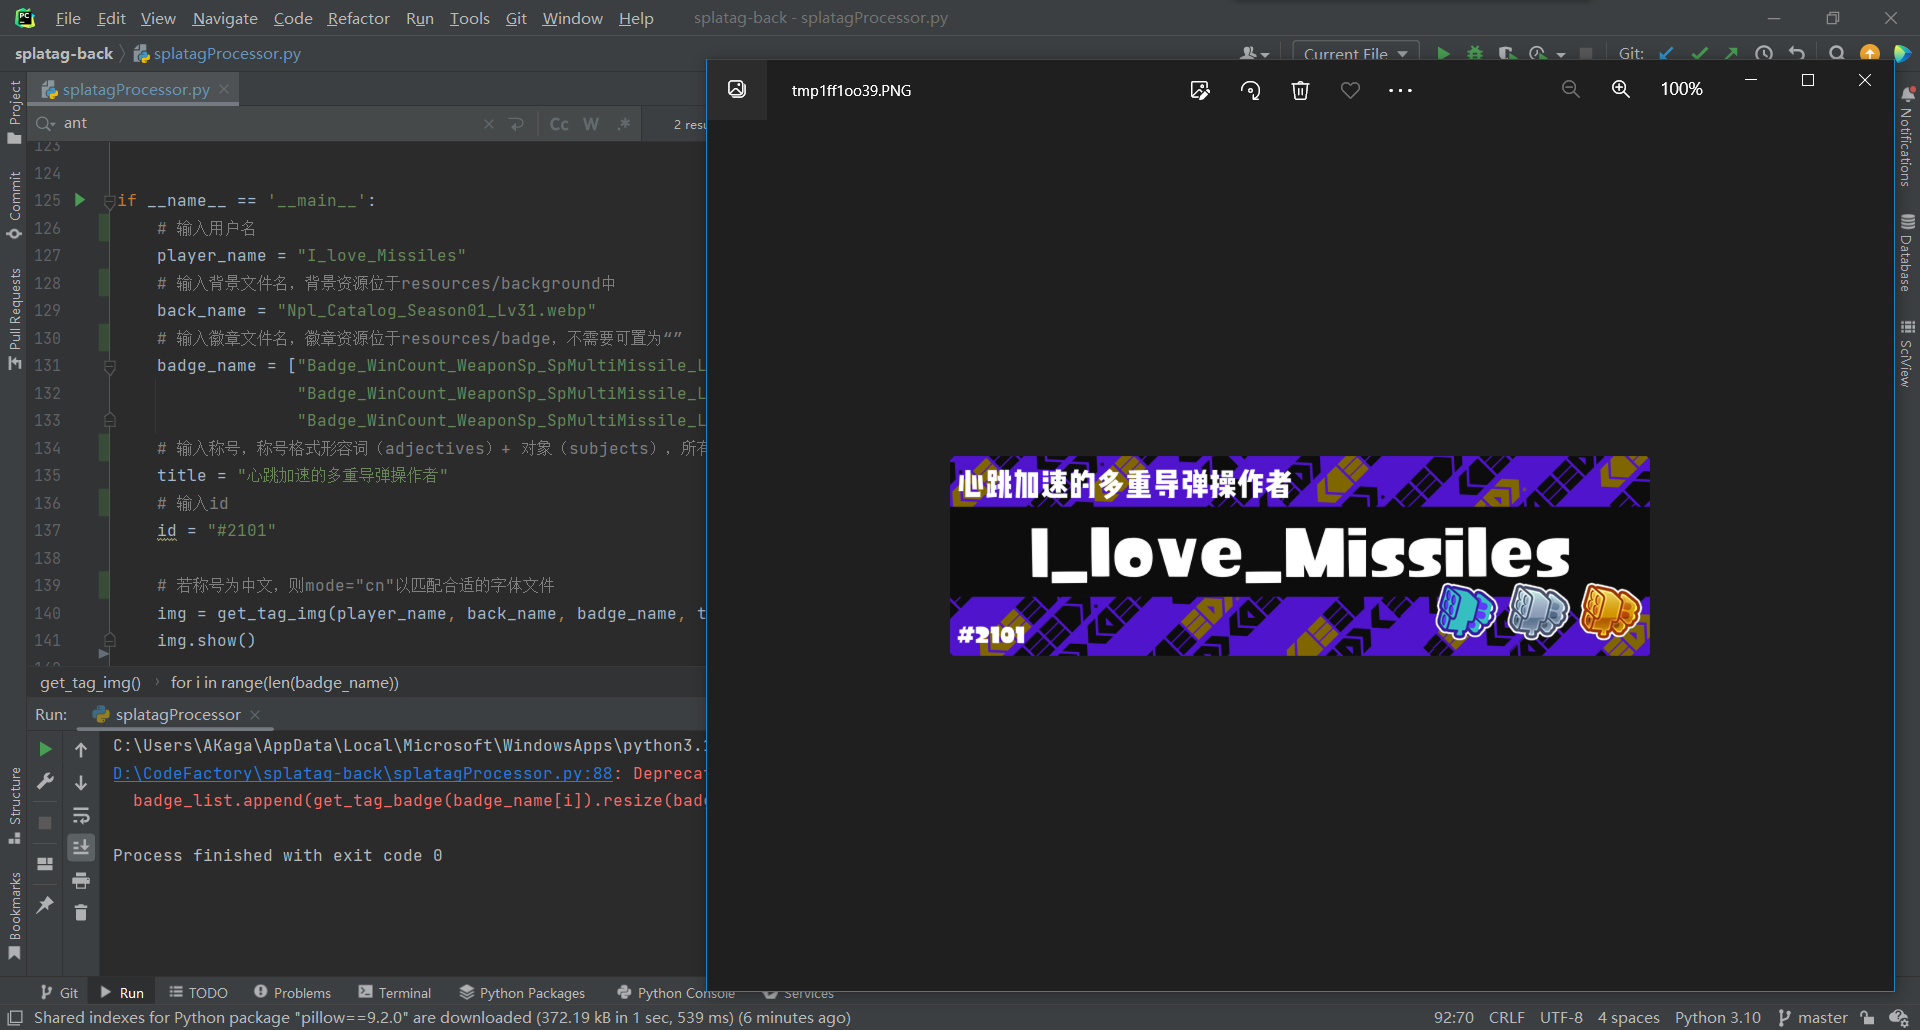 File Edit View Navigate Code Refactor Run Tools Git Window Help splatag-back - splatagProcessor.py
splatag-back splatagProcessor.py
Current File Git:
splatagProcessor.py
ant Cc W .* 2 resu
123
124
125 if __name__ == '__main__':
126 # 输入用户名
127 player_name = "I_love_Missiles"
128 # 输入背景文件名，背景资源位于resources/background中
129 back_name = "Npl_Catalog_Season01_Lv31.webp"
130 # 输入徽章文件名，徽章资源位于resources/badge，不需要可置为“”
131 badge_name = ["Badge_WinCount_WeaponSp_SpMultiMissile_L
132 "Badge_WinCount_WeaponSp_SpMultiMissile_L
133 "Badge_WinCount_WeaponSp_SpMultiMissile_L
134 # 输入称号，称号格式形容词（adjectives）+ 对象（subjects），所有
135 title = "心跳加速的多重导弹操作者"
136 # 输入id
137 id = "#2101"
138
139 # 若称号为中文，则mode="cn"以匹配合适的字体文件
140 img = get_tag_img(player_name, back_name, badge_name, t
141 img.show()
get_tag_img() for i in range(len(badge_name))
Run: splatagProcessor
C:\Users\AKaga\AppData\Local\Microsoft\WindowsApps\python3.1
D:\CodeFactory\splatag-back\splatagProcessor.py:88: Deprecat
badge_list.append(get_tag_badge(badge_name[i]).resize(badg
Process finished with exit code 0
Project
Commit
Pull Requests
Structure
Bookmarks
tmp1ff1oo39.PNG 100%
心跳加速的多重导弹操作者
I_love_Missiles
#2101
Notifications
Database
SciView
Git Run TODO Problems Terminal Python Packages Python Console Services
Shared indexes for Python package "pillow==9.2.0" are downloaded (372.19 kB in 1 sec, 539 ms) (6 minutes ago) 92:70 CRLF UTF-8 4 spaces Python 3.10 master